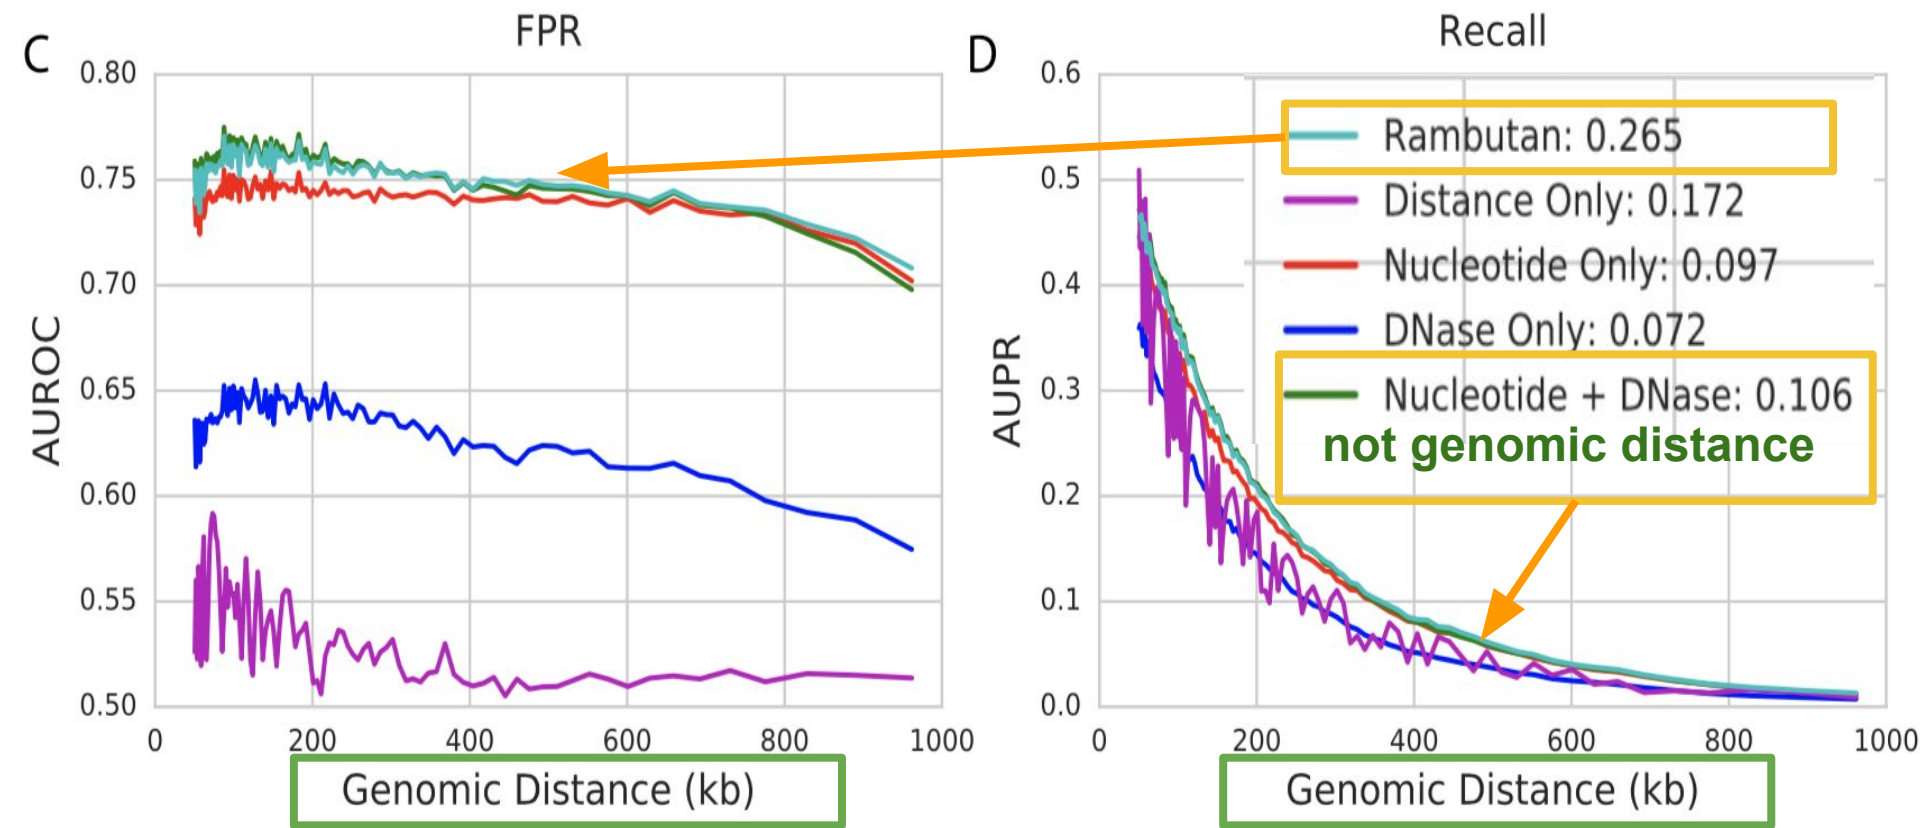 C
FPR
0.80
0.75
0.70
0.65
0.60
0.55
0.50
AUROC
0
200
400
600
800
1000
Genomic Distance (kb)
D
Recall
0.6
0.5
0.4
0.3
0.2
0.1
0.0
AUPR
Rambutan: 0.265
Distance Only: 0.172
Nucleotide Only: 0.097
DNase Only: 0.072
Nucleotide + DNase: 0.106
not genomic distance
0
200
400
600
800
1000
Genomic Distance (kb)